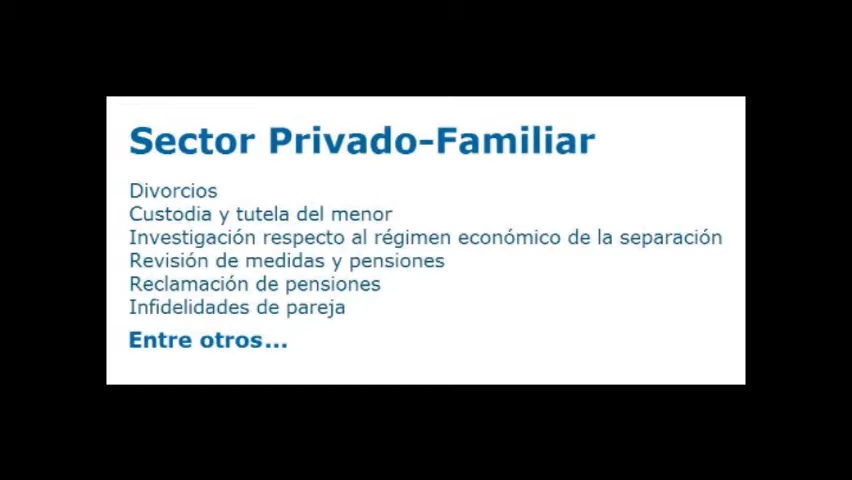 Sector Privado-Familiar
Divorcios
Custodia y tutela del menor
Investigación respecto al régimen económico de la separación
Revisión de medidas y pensiones
Reclamación de pensiones
Infidelidades de pareja
Entre otros...